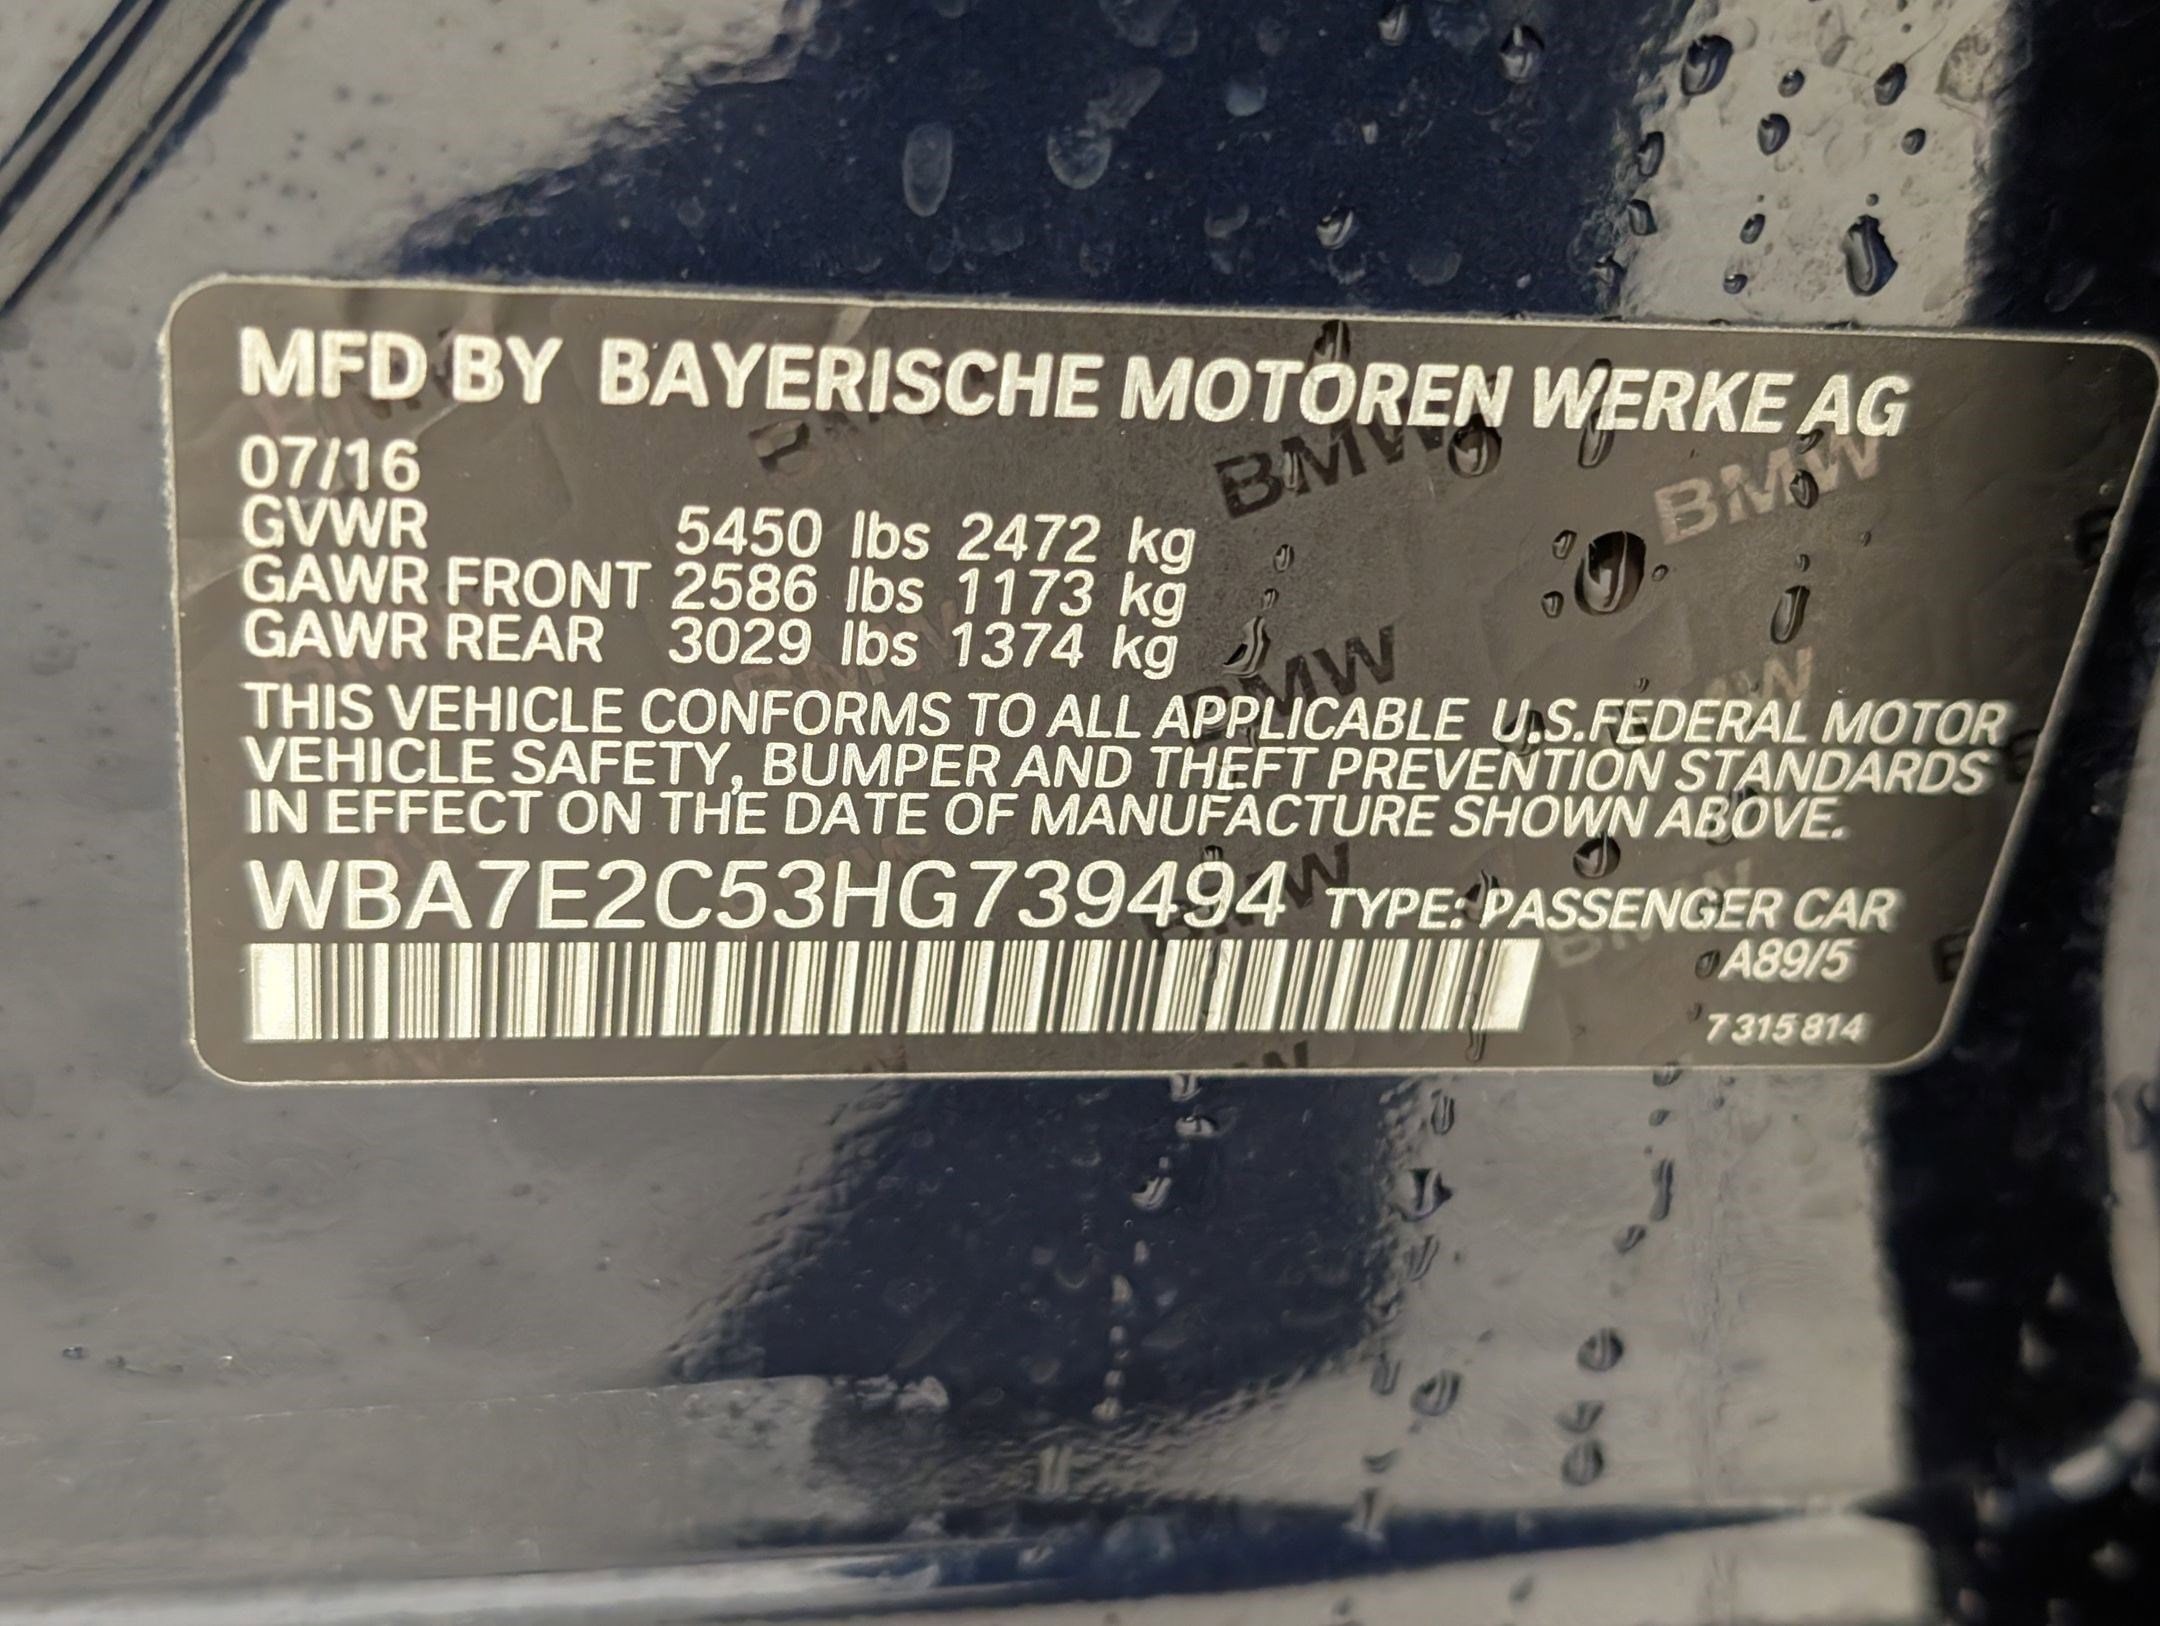 MFD BY BAYERISCHE MOTOREN WERKE AG
07/16
GVWR 5450 lbs 2472 kg
GAWR FRONT 2586 lbs 1173 kg
GAWR REAR 3029 lbs 1374 kg
THIS VEHICLE CONFORMS TO ALL APPLICABLE U.S.FEDERAL MOTOR
VEHICLE SAFETY, BUMPER AND THEFT PREVENTION STANDARDS
IN EFFECT ON THE DATE OF MANUFACTURE SHOWN ABOVE.
WBA7E2C53HG739494 TYPE: PASSENGER CAR
A89/5
7 315 814
BMW
BMW
BMW